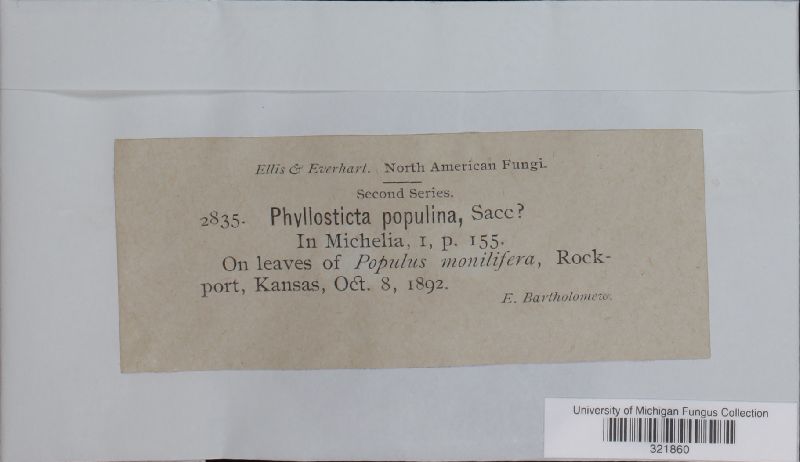 Ellis & Everhart. North American Fungi.
Second Series.
2835. Phyllosticta populina, Sacc?
In Michelia, 1, p. 155.
On leaves of Populus monilifera, Rock-
port, Kansas, Oct. 8, 1892.
E. Bartholomew.
University of Michigan Fungus Collection
321860